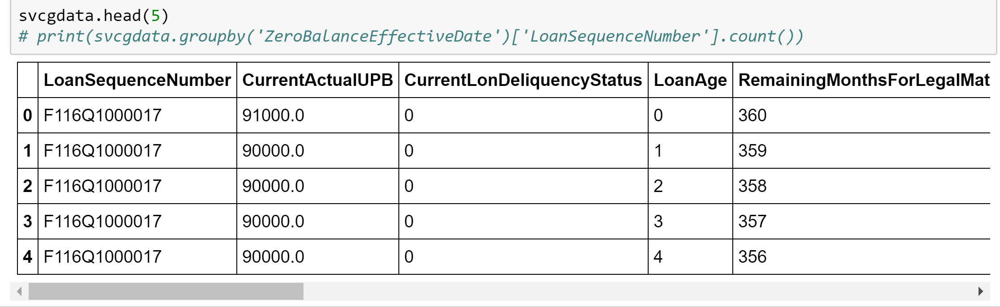 svcgdata.head(5)
# print(svcgdata.groupby('ZeroBalanceEffectiveDate')['LoanSequenceNumber'].count())
LoanSequenceNumber CurrentActualUPB CurrentLonDeliquencyStatus LoanAge RemainingMonthsForLegalMat
0 F116Q1000017 91000.0 0 0 360
1 F116Q1000017 90000.0 0 1 359
2 F116Q1000017 90000.0 0 2 358
3 F116Q1000017 90000.0 0 3 357
4 F116Q1000017 90000.0 0 4 356